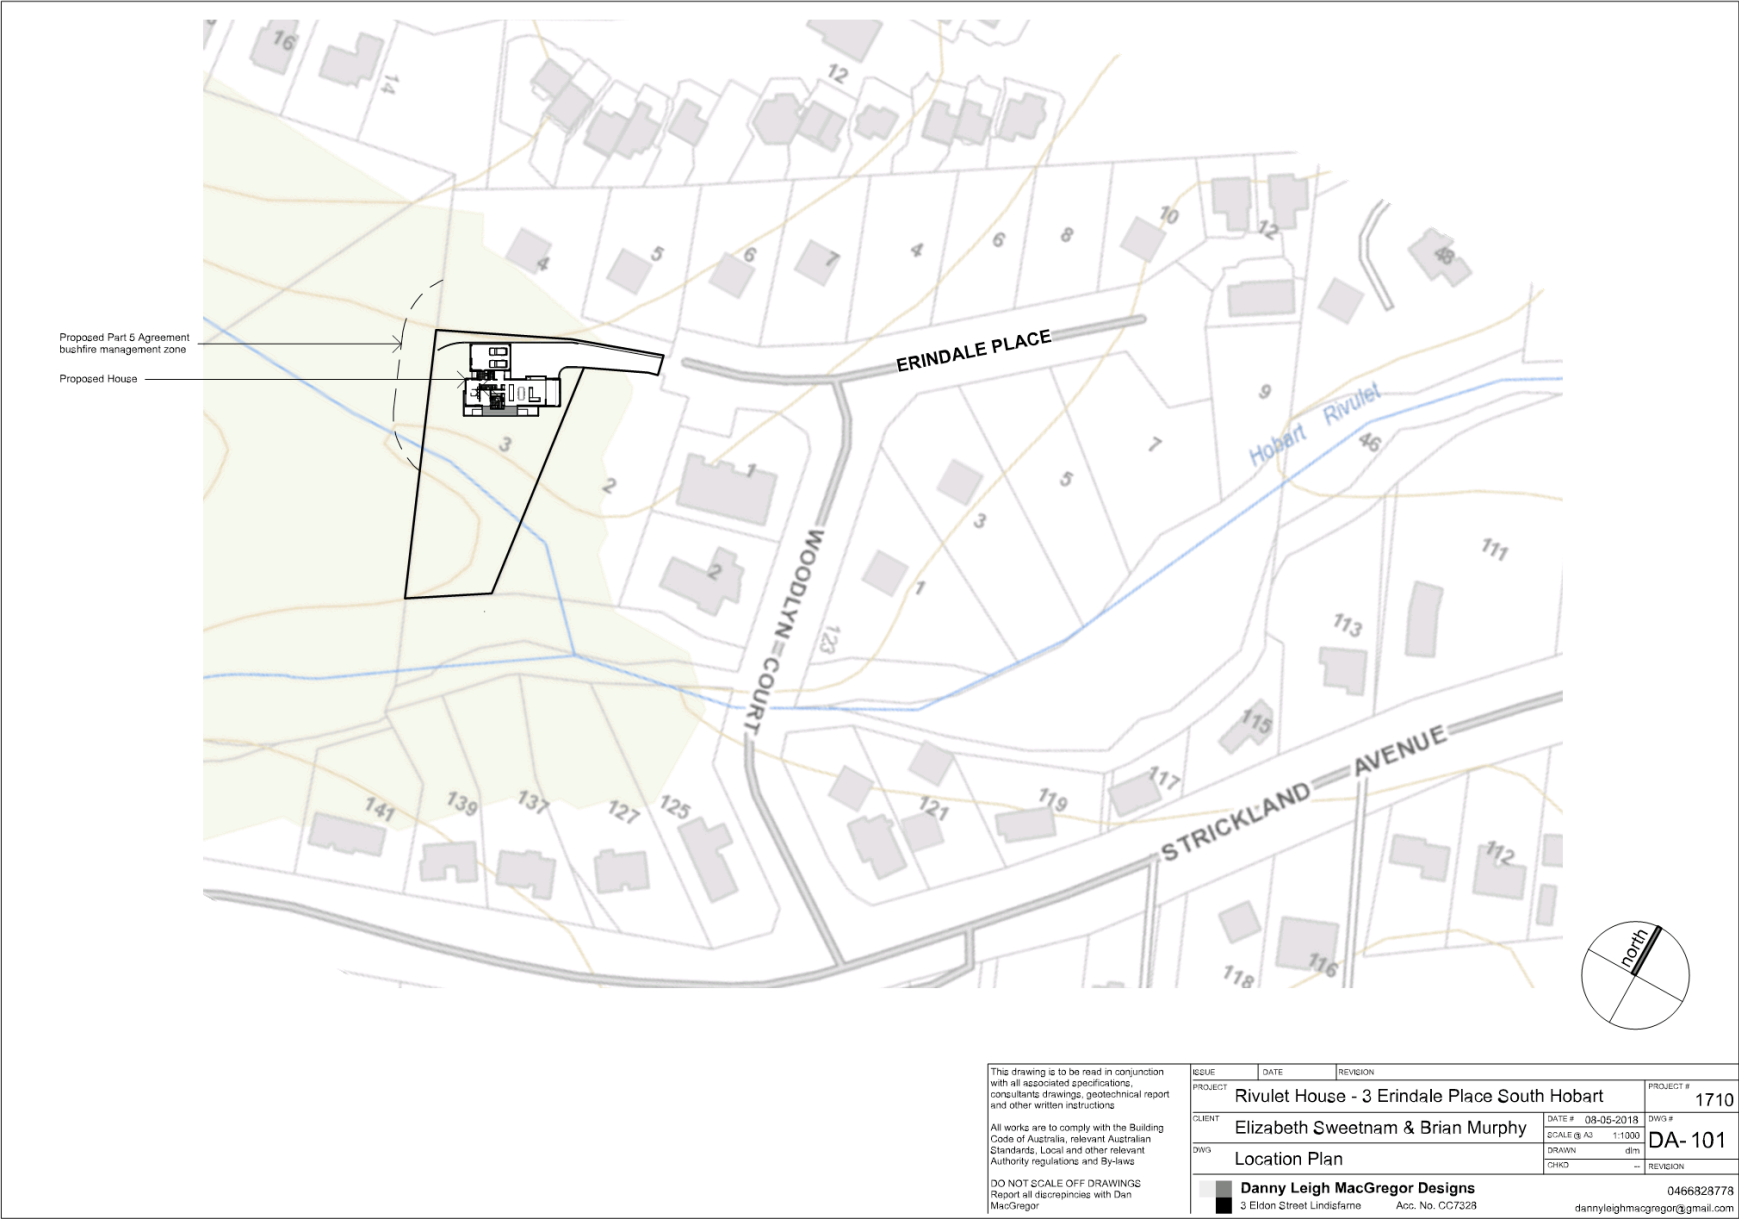 16
14
12
4
5
6
7
4
6
8
10
12
48
Proposed Part 5 Agreement
bushfire management zone
Proposed House
ERINDALE PLACE
3
2
1
2
WOODLYN COURT
123
3
1
5
7
9
Hobart Rivulet
46
111
113
115
117
119
121
STRICKLAND AVENUE
141
139
137
127
125
112
116
118
north
This drawing is to be read in conjunction
with all associated specifications,
consultants drawings, geotechnical report
and other written instructions
All works are to comply with the Building
Code of Australia, relevant Australian
Standards, Local and other relevant
Authority regulations and By-laws
DO NOT SCALE OFF DRAWINGS
Report all discrepincies with Dan
MacGregor
ISSUE DATE REVISION
PROJECT Rivulet House - 3 Erindale Place South Hobart
PROJECT # 1710
CLIENT Elizabeth Sweetnam & Brian Murphy
DATE # 08-05-2018
SCALE @ A3 1:1000
DWG # DA- 101
DWG Location Plan
DRAWN dlm
CHKD --
REVISION
Danny Leigh MacGregor Designs
3 Eldon Street Lindisfarne Acc. No. CC7328
0466828778
dannyleighmacgregor@gmail.com